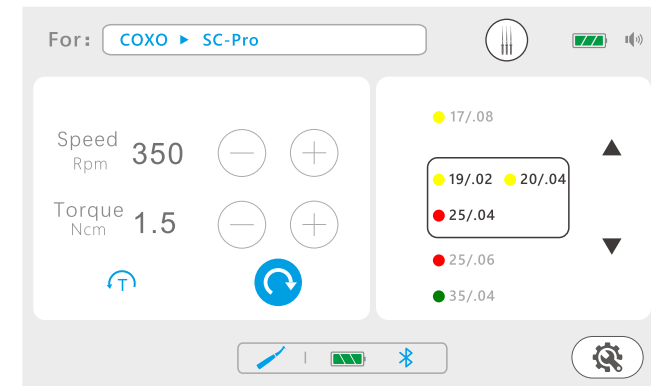 For: COXO ▶ SC-Pro
17/.08
Speed
Rpm
350
19/.02 20/.04
25/.04
Torque
Ncm
1.5
25/.06
T
35/.04